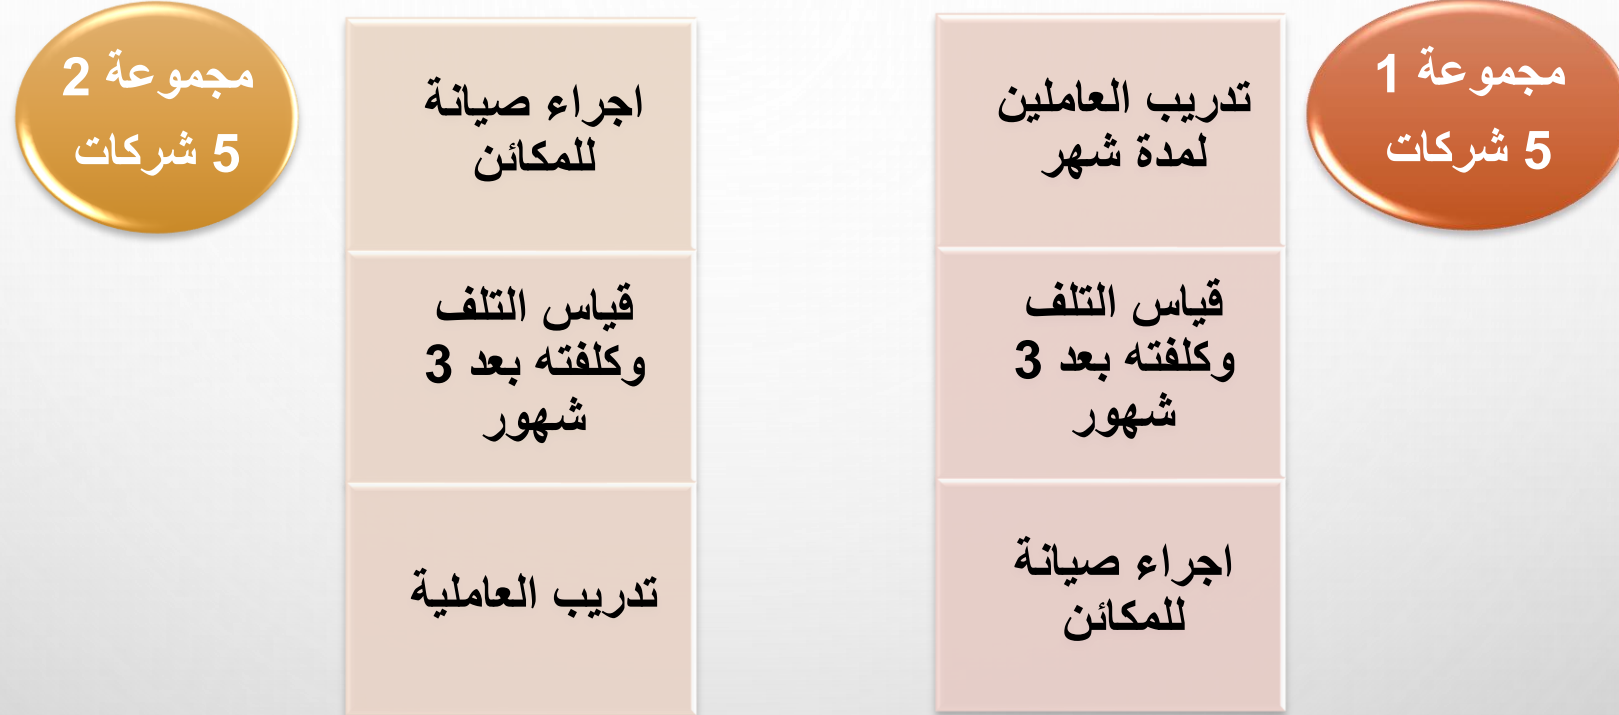 مجموعة 1
5 شركات
تدريب العاملين
لمدة شهر
قياس التلف
وكلفته بعد 3
شهور
اجراء صيانة
للمكائن
مجموعة 2
5 شركات
اجراء صيانة
للمكائن
قياس التلف
وكلفته بعد 3
شهور
تدريب العاملية